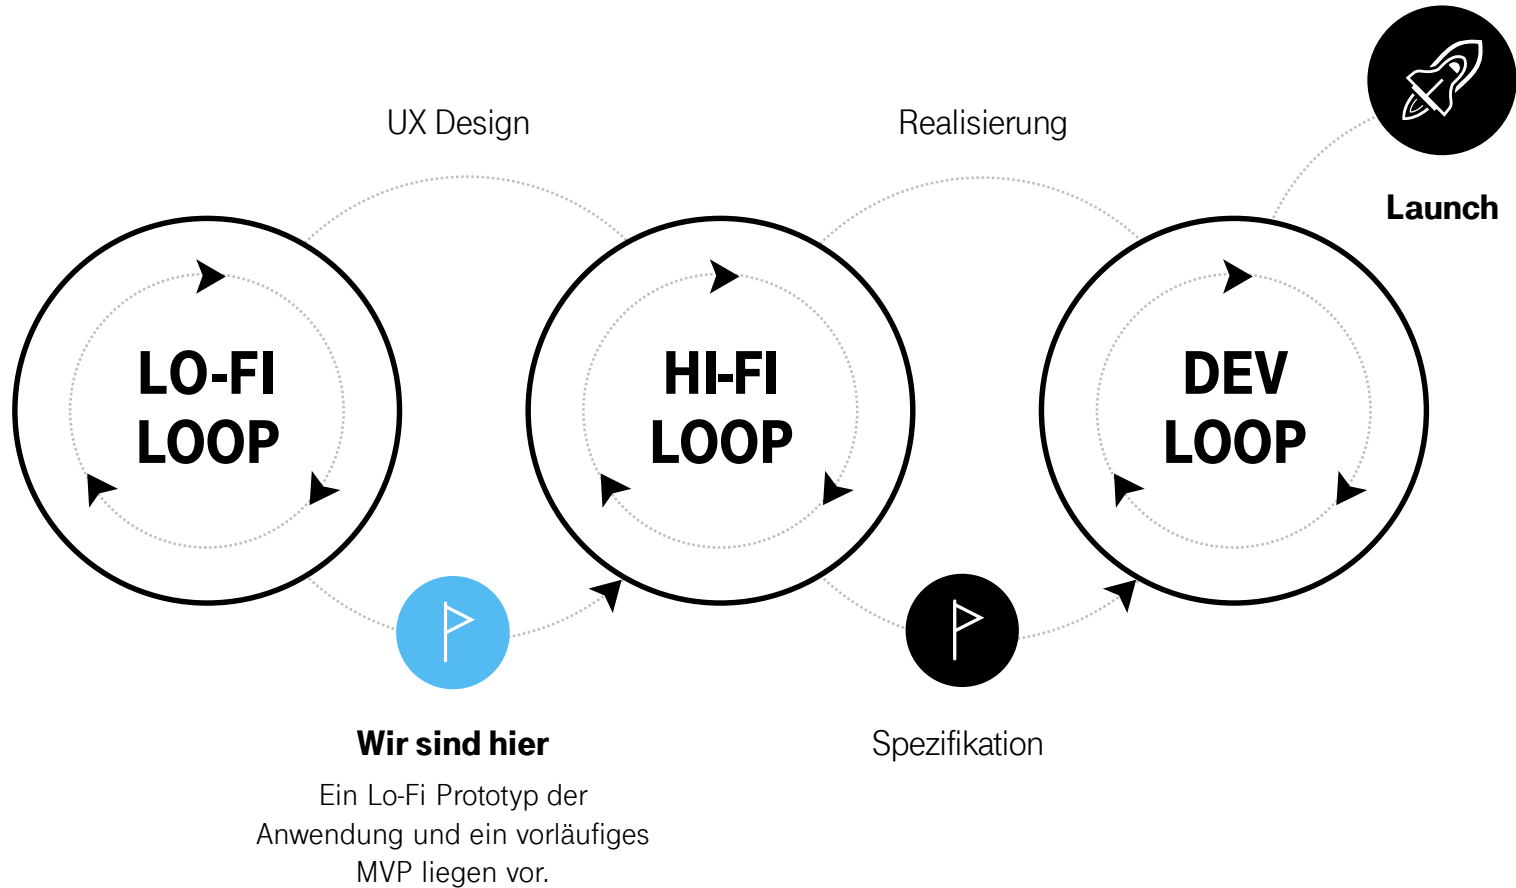 UX Design
Realisierung
Launch
LO-FI
LOOP
HI-FI
LOOP
DEV
LOOP
Wir sind hier
Ein Lo-Fi Prototyp der
Anwendung und ein vorläufiges
MVP liegen vor.
Spezifikation